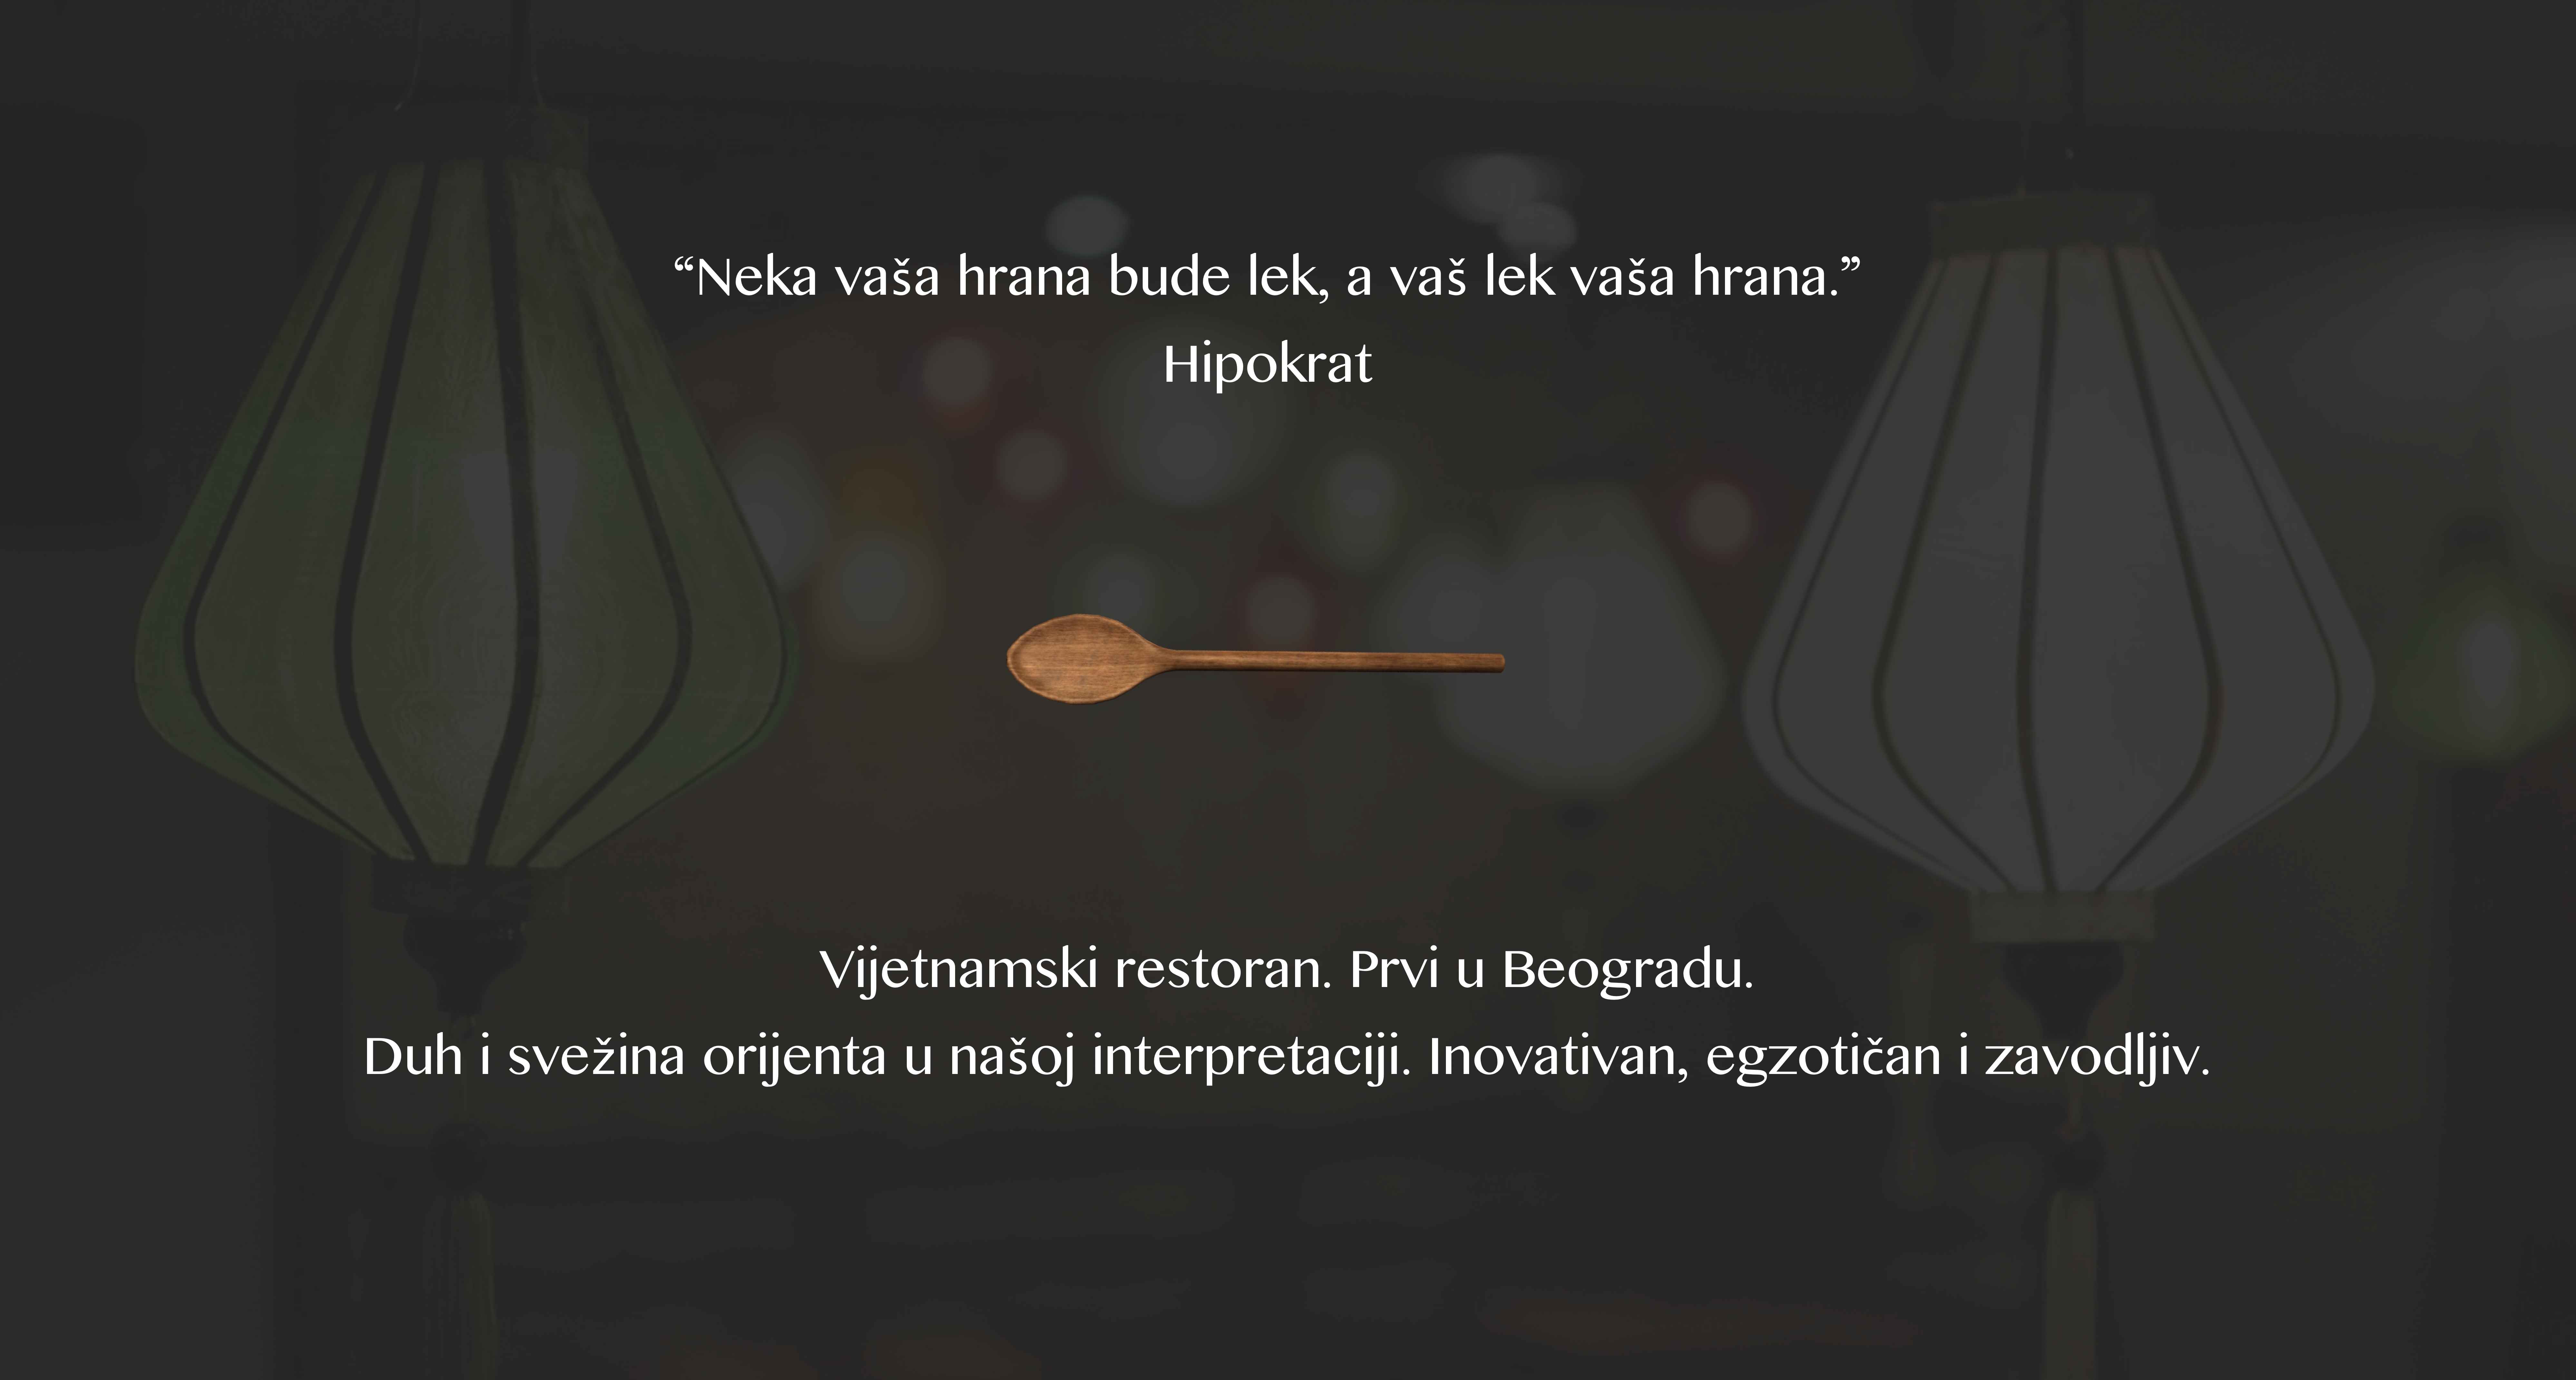 “Neka vaša hrana bude lek, a vaš lek vaša hrana.”
Hipokrat
Vijetnamski restoran. Prvi u Beogradu.
Duh i svežina orijenta u našoj interpretaciji. Inovativan, egzotičan i zavodljiv.